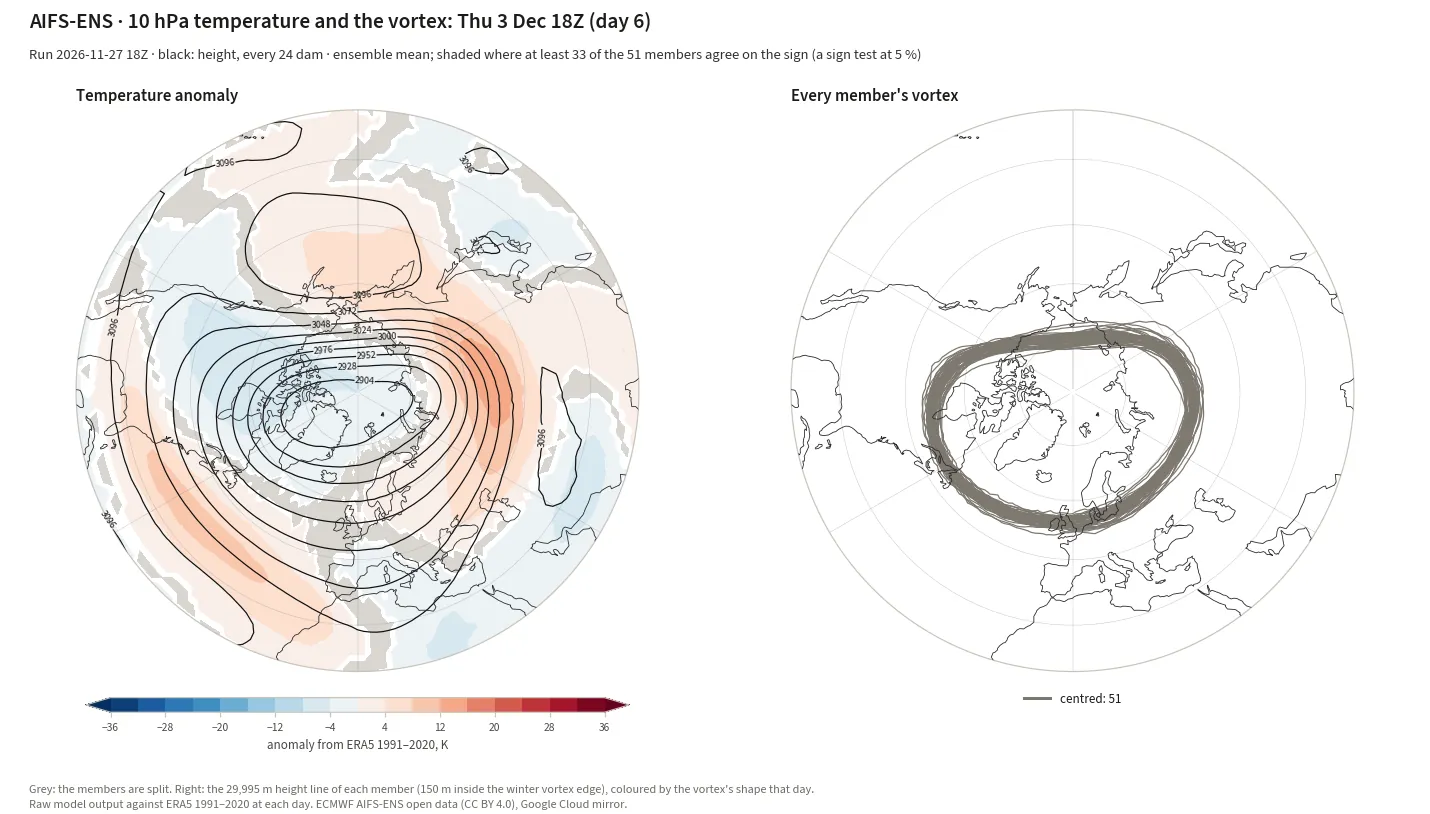 AIFS-ENS · 10 hPa temperature and the vortex: Thu 3 Dec 18Z (day 6)
Run 2026-11-27 18Z · black: height, every 24 dam · ensemble mean; shaded where at least 33 of the 51 members agree on the sign (a sign test at 5 %)
Temperature anomaly
Every member's vortex
3096
3096
3096
3072
3048
3024
3000
2976
2952
2928
2904
3096
3096
3096
−36 −28 −20 −12 −4 4 12 20 28 36
anomaly from ERA5 1991–2020, K
centred: 51
Grey: the members are split. Right: the 29,995 m height line of each member (150 m inside the winter vortex edge), coloured by the vortex's shape that day.
Raw model output against ERA5 1991–2020 at each day. ECMWF AIFS-ENS open data (CC BY 4.0), Google Cloud mirror.